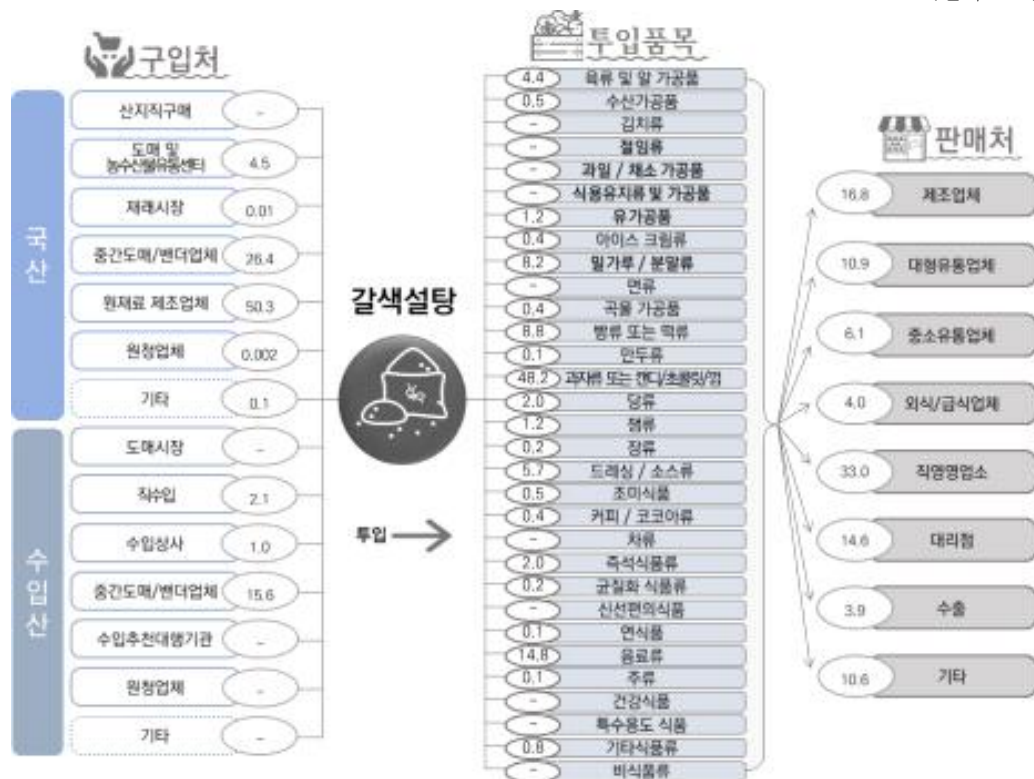 구입처
국산
산지직구매 -
도매 및
농수산물유통센터 4.5
재래시장 0.01
중간도매/밴더업체 26.4
원재료 제조업체 50.3
원청업체 0.002
기타 0.1
수입산
도매시장 -
직수입 2.1
수입상사 1.0
중간도매/밴더업체 15.6
수입추천대행기관 -
원청업체 -
기타 -
갈색설탕
투입
투입품목
4.4 육류 및 알 가공품
0.5 수산가공품
- 김치류
- 절임류
- 과일 / 채소 가공품
- 식용유지류 및 가공품
1.2 유가공품
0.4 아이스 크림류
8.2 밀가루 / 분말류
- 면류
0.4 곡물 가공품
8.8 빵류 또는 떡류
0.1 만두류
48.2 과자류 또는 캔디/초콜릿/껌
2.0 당류
1.2 잼류
0.2 장류
5.7 드레싱 / 소스류
0.5 조미식품
0.4 커피 / 코코아류
- 차류
2.0 즉석식품류
0.2 균질화 식품류
- 신선편의식품
0.1 연식품
14.8 음료류
0.1 주류
- 건강식품
- 특수용도 식품
0.8 기타식품류
- 비식품류
판매처
16.8 제조업체
10.9 대형유통업체
6.1 중소유통업체
4.0 외식/급식업체
33.0 직영영업소
14.6 대리점
3.9 수출
10.6 기타